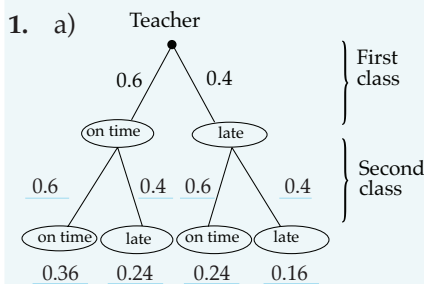 1. a) Teacher
First
class
0.6 0.4
on time late
Second
class
0.6 0.4 0.6 0.4
on time late on time late
0.36 0.24 0.24 0.16